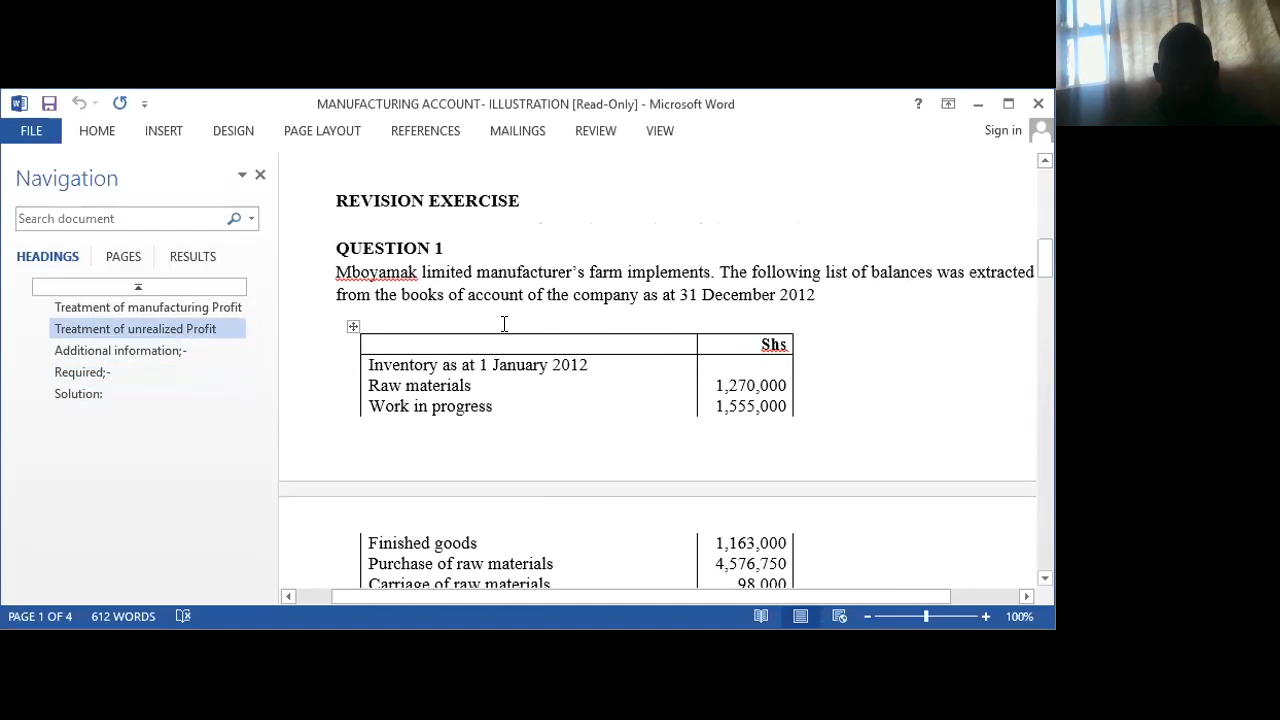 MANUFACTURING ACCOUNT- ILLUSTRATION [Read-Only] - Microsoft Word
FILE HOME INSERT DESIGN PAGE LAYOUT REFERENCES MAILINGS REVIEW VIEW Sign in
Navigation
Search document
HEADINGS PAGES RESULTS
Treatment of manufacturing Profit
Treatment of unrealized Profit
Additional information;-
Required;-
Solution:
REVISION EXERCISE
QUESTION 1
Mboyamak limited manufacturer’s farm implements. The following list of balances was extracted
from the books of account of the company as at 31 December 2012
Shs
Inventory as at 1 January 2012
Raw materials 1,270,000
Work in progress 1,555,000
Finished goods 1,163,000
Purchase of raw materials 4,576,750
Carriage of raw materials 98,000
PAGE 1 OF 4 612 WORDS 100%